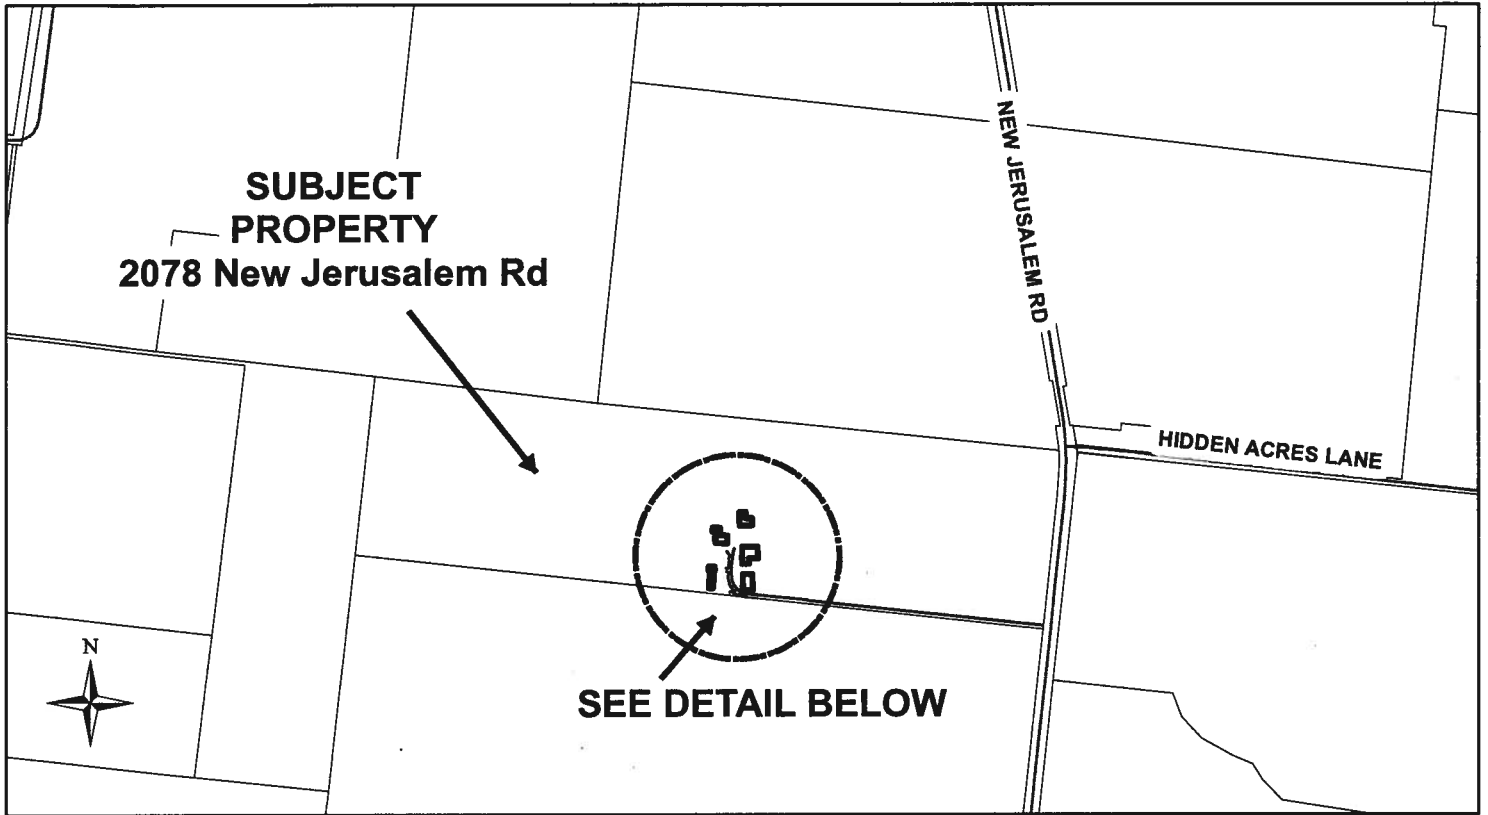 SUBJECT
PROPERTY
2078 New Jerusalem Rd
NEW JERUSALEM RD
HIDDEN ACRES LANE
N
SEE DETAIL BELOW